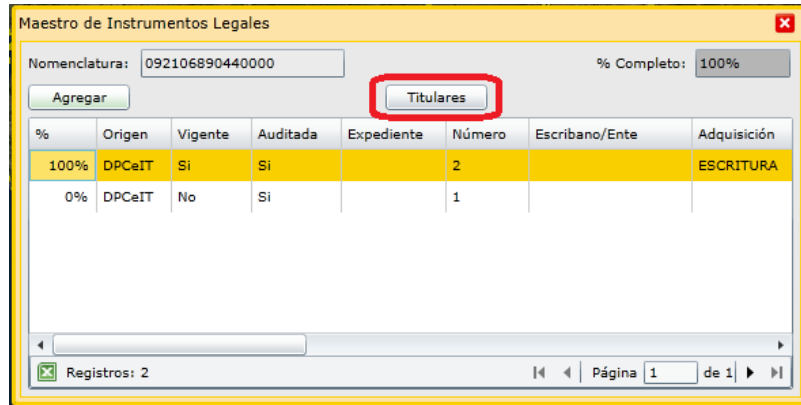 Maestro de Instrumentos Legales
Nomenclatura: 092106890440000 % Completo: 100%
Agregar Titulares
% Origen Vigente Auditada Expediente Número Escribano/Ente Adquisición
100% DPCeIT Si Si 2 ESCRITURA
0% DPCeIT No Si 1
Registros: 2 Página 1 de 1